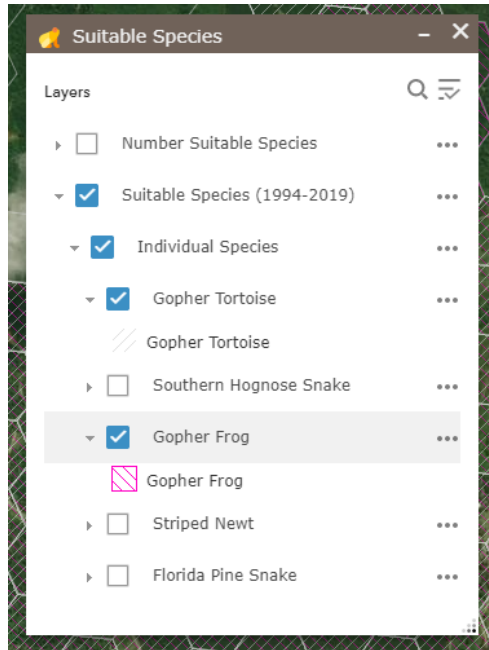 Suitable Species
Layers
Number Suitable Species
Suitable Species (1994-2019)
Individual Species
Gopher Tortoise
Gopher Tortoise
Southern Hognose Snake
Gopher Frog
Gopher Frog
Striped Newt
Florida Pine Snake